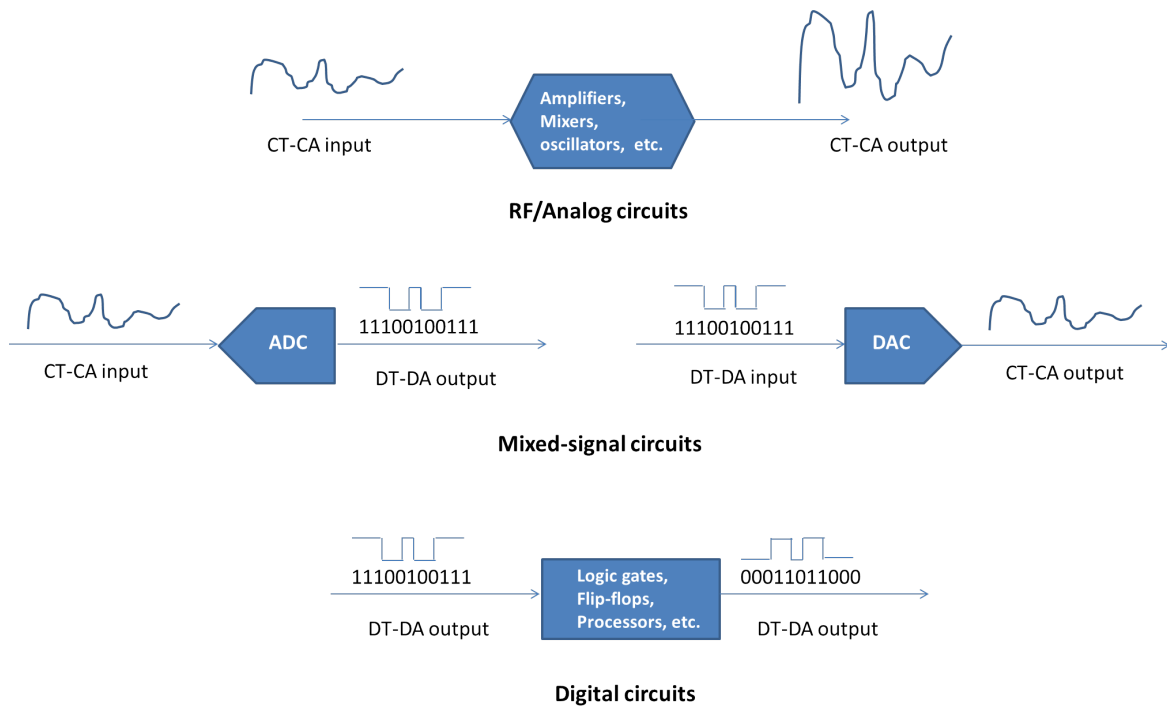 Amplifiers,
Mixers,
oscillators, etc.
CT-CA input
CT-CA output
RF/Analog circuits
ADC
11100100111
CT-CA input
DT-DA output
11100100111
DAC
DT-DA input
CT-CA output
Mixed-signal circuits
11100100111
Logic gates,
Flip-flops,
Processors, etc.
00011011000
DT-DA output
DT-DA output
Digital circuits